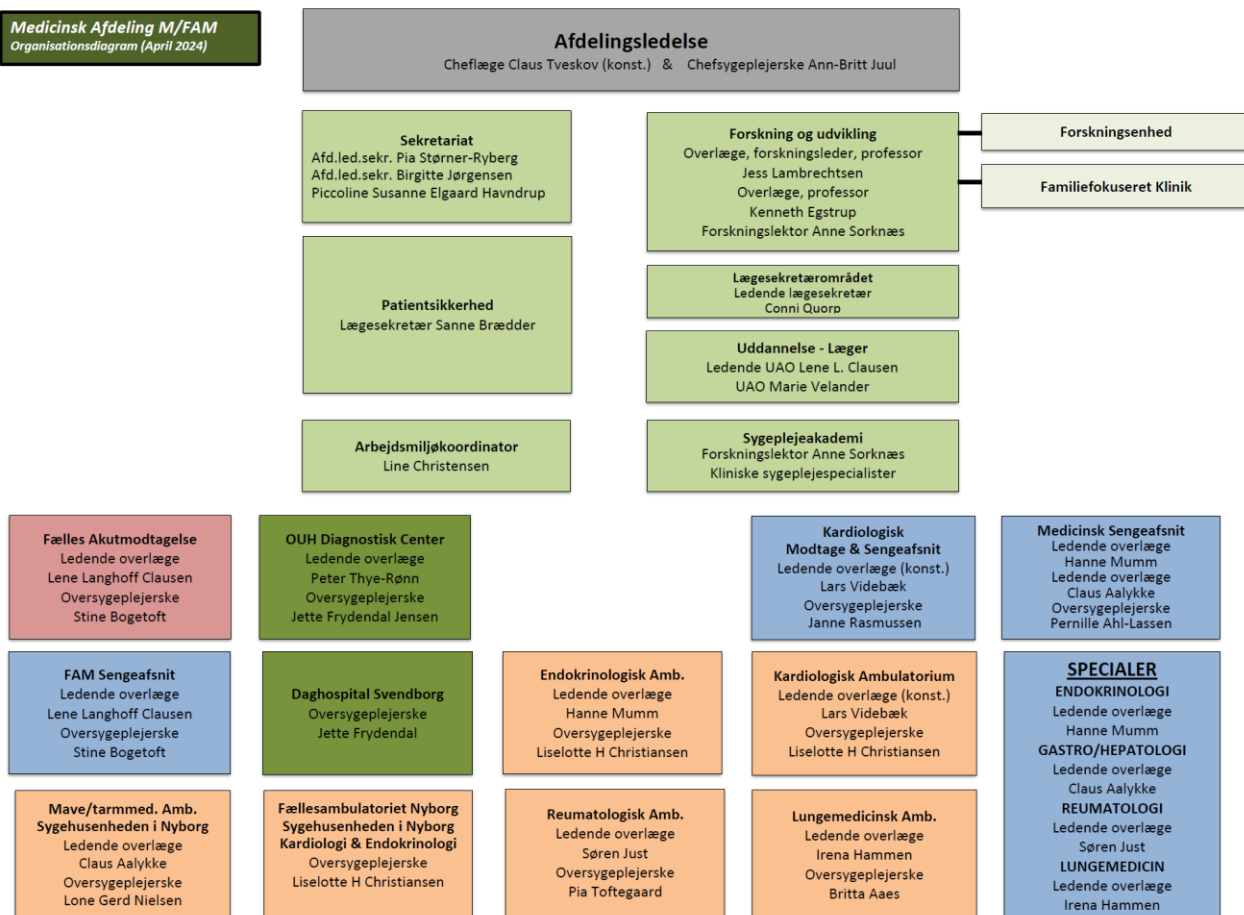 Medicinsk Afdeling M/FAM
Organisationsdiagram (April 2024)
Afdelingsledelse
Cheflæge Claus Tveskov (konst.) & Chefsygeplejerske Ann-Britt Juul
Sekretariat
Afd.led.sekr. Pia Størner-Ryberg
Afd.led.sekr. Birgitte Jørgensen
Piccoline Susanne Elgaard Havndrup
Forskning og udvikling
Overlæge, forskningsleder, professor
Jess Lambrechtsen
Overlæge, professor
Kenneth Egstrup
Forskningslektor Anne Sorknæs
Forskningsenhed
Familiefokuseret Klinik
Patientsikkerhed
Lægesekretær Sanne Brædder
Lægesekretærområdet
Ledende lægesekretær
Conni Quorp
Uddannelse - Læger
Ledende UAO Lene L. Clausen
UAO Marie Velander
Arbejdsmiljøkoordinator
Line Christensen
Sygeplejeakademi
Forskningslektor Anne Sorknæs
Kliniske sygeplejespecialister
Fælles Akutmodtagelse
Ledende overlæge
Lene Langhoff Clausen
Oversygeplejerske
Stine Bogetoft
OUH Diagnostisk Center
Ledende overlæge
Peter Thye-Rønn
Oversygeplejerske
Jette Frydendal Jensen
Kardiologisk
Modtage & Sengeafsnit
Ledende overlæge (konst.)
Lars Videbæk
Oversygeplejerske
Janne Rasmussen
Medicinsk Sengeafsnit
Ledende overlæge
Hanne Mumm
Ledende overlæge
Claus Aalykke
Oversygeplejerske
Pernille Ahl-Lassen
FAM Sengeafsnit
Ledende overlæge
Lene Langhoff Clausen
Oversygeplejerske
Stine Bogetoft
Daghospital Svendborg
Oversygeplejerske
Jette Frydendal
Endokrinologisk Amb.
Ledende overlæge
Hanne Mumm
Oversygeplejerske
Liselotte H Christiansen
Kardiologisk Ambulatorium
Ledende overlæge (konst.)
Lars Videbæk
Oversygeplejerske
Liselotte H Christiansen
SPECIALER
ENDOKRINOLOGI
Ledende overlæge
Hanne Mumm
GASTRO/HEPATOLOGI
Ledende overlæge
Claus Aalykke
REUMATOLOGI
Ledende overlæge
Søren Just
LUNGEMEDICIN
Ledende overlæge
Irena Hammen
Mave/tarmmed. Amb.
Sygehusenheden i Nyborg
Ledende overlæge
Claus Aalykke
Oversygeplejerske
Lone Gerd Nielsen
Fællesambulatoriet Nyborg
Sygehusenheden i Nyborg
Kardiologi & Endokrinologi
Oversygeplejerske
Liselotte H Christiansen
Reumatologisk Amb.
Ledende overlæge
Søren Just
Oversygeplejerske
Pia Toftegaard
Lungemedicinsk Amb.
Ledende overlæge
Irena Hammen
Oversygeplejerske
Britta Aaes